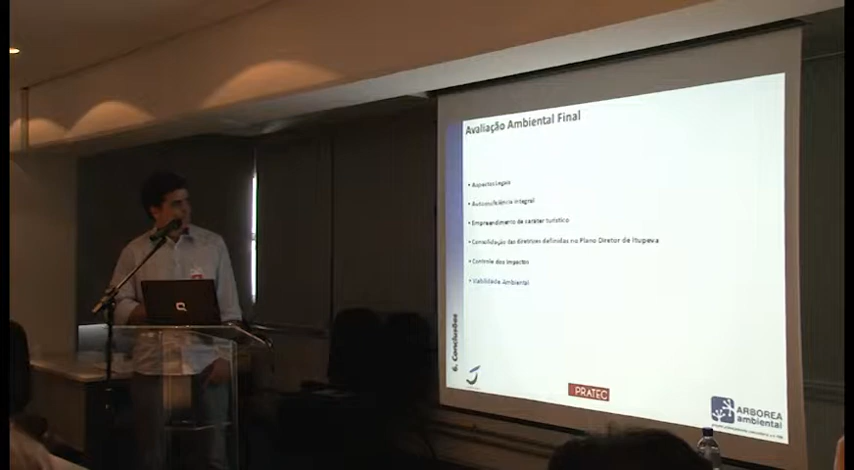 Avaliação Ambiental Final
• Aspectos Legais
• Autossuficiência integral
• Empreendimento de caráter turístico
• Consolidação das diretrizes definidas no Plano Diretor de Itupeva
• Controle dos Impactos
• Viabilidade Ambiental
6. Conclusões
PRATEC
ARBOREA
ambiental